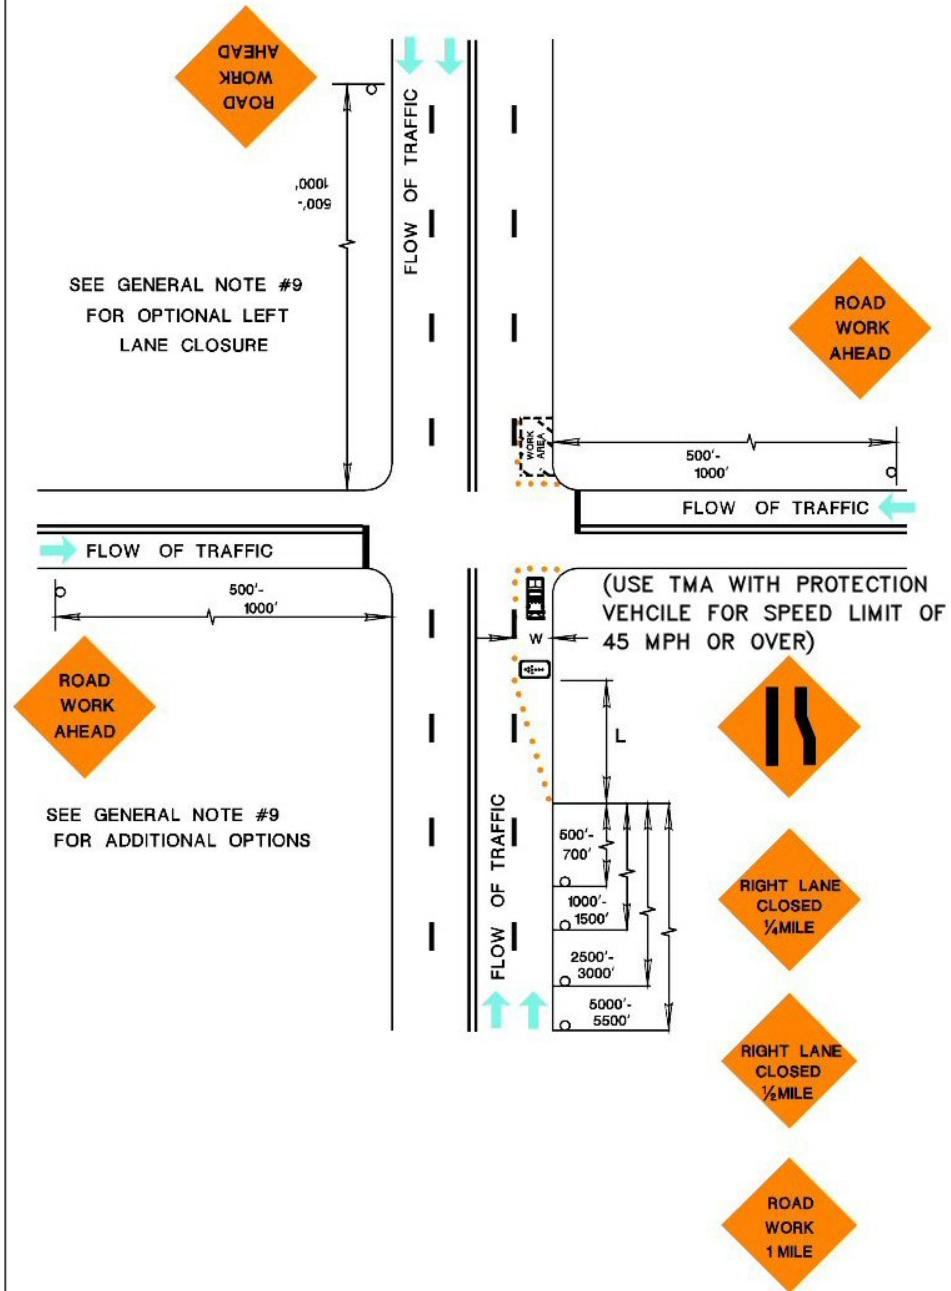 ROAD
WORK
AHEAD
FLOW OF TRAFFIC
500'-
1000'
SEE GENERAL NOTE #9
FOR OPTIONAL LEFT
LANE CLOSURE
ROAD
WORK
AHEAD
WORK
AREA
500'-
1000'
FLOW OF TRAFFIC
FLOW OF TRAFFIC
500'-
1000'
(USE TMA WITH PROTECTION
VEHCILE FOR SPEED LIMIT OF
45 MPH OR OVER)
W
ROAD
WORK
AHEAD
L
SEE GENERAL NOTE #9
FOR ADDITIONAL OPTIONS
FLOW OF TRAFFIC
500'-
700'
1000'-
1500'
2500'-
3000'
5000'-
5500'
RIGHT LANE
CLOSED
¼ MILE
RIGHT LANE
CLOSED
½ MILE
ROAD
WORK
1 MILE